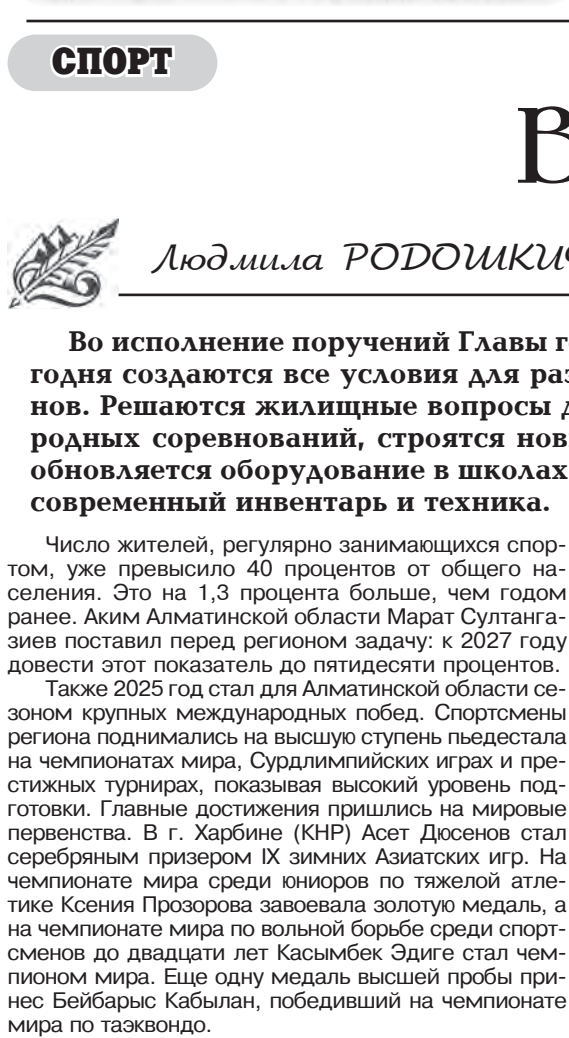 СПОРТ
В
Людмила РОДОШКИЧ
Во исполнение поручений Главы г
годня создаются все условия для раз
нов. Решаются жилищные вопросы д
родных соревнований, строятся нов
обновляется оборудование в школах
современный инвентарь и техника.
Число жителей, регулярно занимающихся спор-
том, уже превысило 40 процентов от общего на-
селения. Это на 1,3 процента больше, чем годом
ранее. Аким Алматинской области Марат Султанга-
зиев поставил перед регионом задачу: к 2027 году
довести этот показатель до пятидесяти процентов.
Также 2025 год стал для Алматинской области се-
зоном крупных международных побед. Спортсмены
региона поднимались на высшую ступень пьедестала
на чемпионатах мира, Сурдлимпийских играх и пре-
стижных турнирах, показывая высокий уровень под-
готовки. Главные достижения пришлись на мировые
первенства. В г. Харбине (КНР) Асет Дюсенов стал
серебряным призером IX зимних Азиатских игр. На
чемпионате мира среди юниоров по тяжелой атле-
тике Ксения Прозорова завоевала золотую медаль, а
на чемпионате мира по вольной борьбе среди спорт-
сменов до двадцати лет Касымбек Эдиге стал чем-
пионом мира. Еще одну медаль высшей пробы при-
нес Бейбарыс Кабылан, победивший на чемпионате
мира по таэквондо.